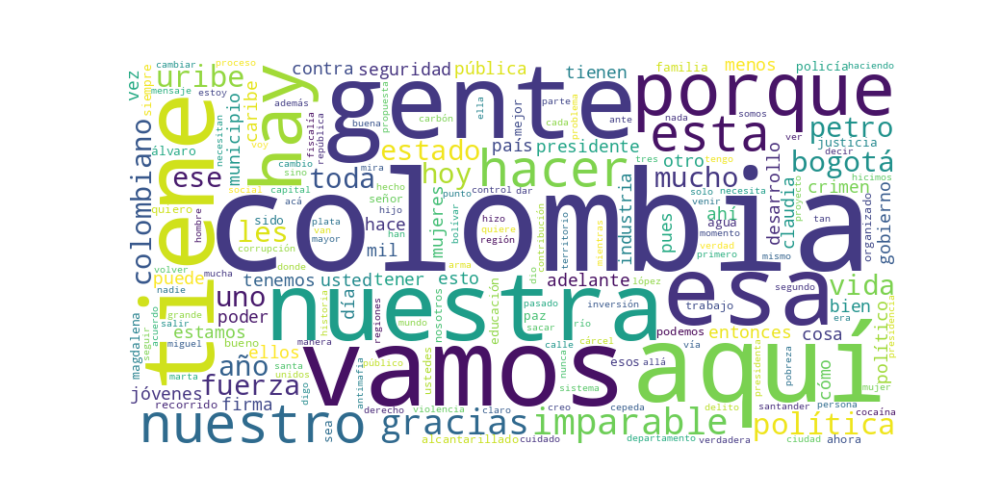 cambiar
proceso
mensaje
estoy
uribe
vez
siempre
hay
contra
seguridad
pública
tienen
familia
menos
policía
haciendo
gente
porque
además
buena
propuesta
ella
mejor
parte
ante
nada
somos
ver
decir
problema
carbón
cada
esta
petro
justicia
colombiano
álvaro
municipio
caribe
necesitan
voy
fiscalía
república
cambio
sino
estado
país
presidente
hoy
hacer
otro
tres
tengo
mucho
bogotá
ese
toda
mira
social
capital
señor
hecho
punto
control
dar
solo
necesita
venir
crimen
claudia
desarrollo
hicimos
proyecto
gobierno
organizado
tiene
quiero
acá
hijo
les
sido
plata
hace
han
van
mayor
mil
hombre
corrupción
mujeres
bolívar
hizo
quiere
región
contribución
territorio
mientras
industria
pues
agua
ahí
momento
verdad
primero
tan
mismo
colombia
volver
donde
puede
mucha
nadie
uno
poder
tenemos
usted
tener
esto
día
arma
dio
lópez
adelante
trabajo
segundo
vida
nuestra
esa
magdalena
seguir
acuerdo
grande
salir
estamos
bueno
historia
regiones
manera
mundo
nosotros
educación
pasado
paz
sacar
río
inversión
podemos
vía
entonces
cosa
era
bien
político
presidencia
miguel
ellos
marta
santa
unidos
digo
año
antimafia
público
ustedes
vamos
calle
nunca
cárcel
sistema
esos
allá
aquí
presidenta
pobreza
cómo
mujer
jóvenes
fuerza
recorrido
firma
derecho
violencia
claro
creo
cepeda
delito
santander
persona
cocaína
nuestro
sea
gracias
alcantarillado
cuidado
imparable
departamento
verdadera
política
ciudad
ahora